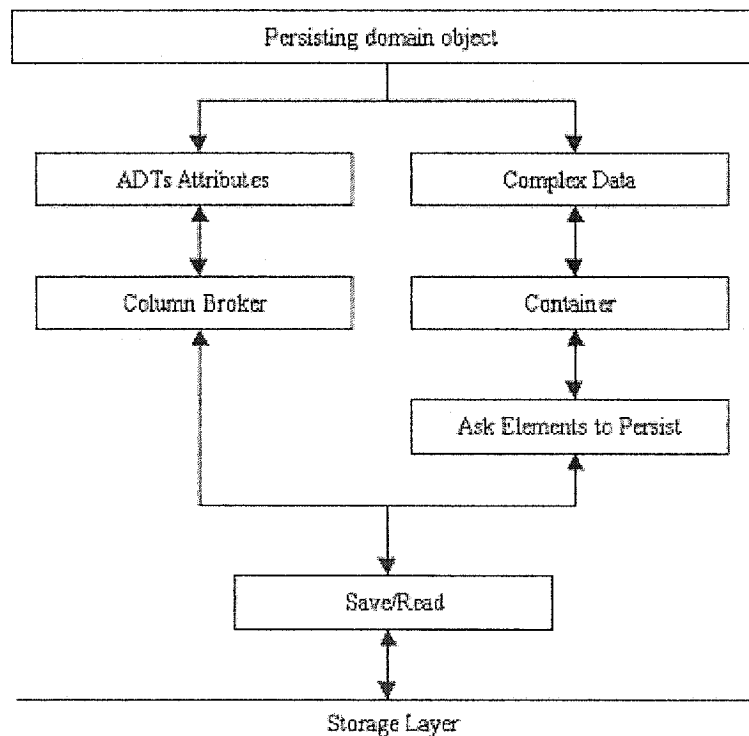 Persisting domain object
ADTs Attributes
Complex Data
Column Broker
Container
Ask Elements to Persist
Save/Read
Storage Layer